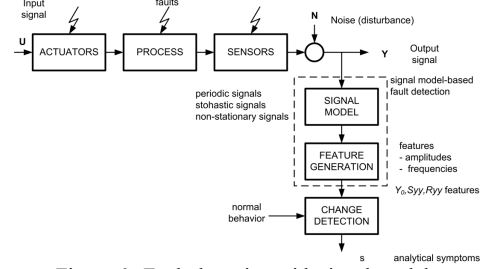 Input
signal
faults
N
Noise (disturbance)
U
ACTUATORS
PROCESS
SENSORS
Y
Output
signal
signal model-based
fault detection
periodic signals
stohastic signals
non-stationary signals
SIGNAL
MODEL
FEATURE
GENERATION
features
- amplitudes
- frequencies
Y₀,Syy,Ryy features
normal
behavior
CHANGE
DETECTION
s
analytical symptoms